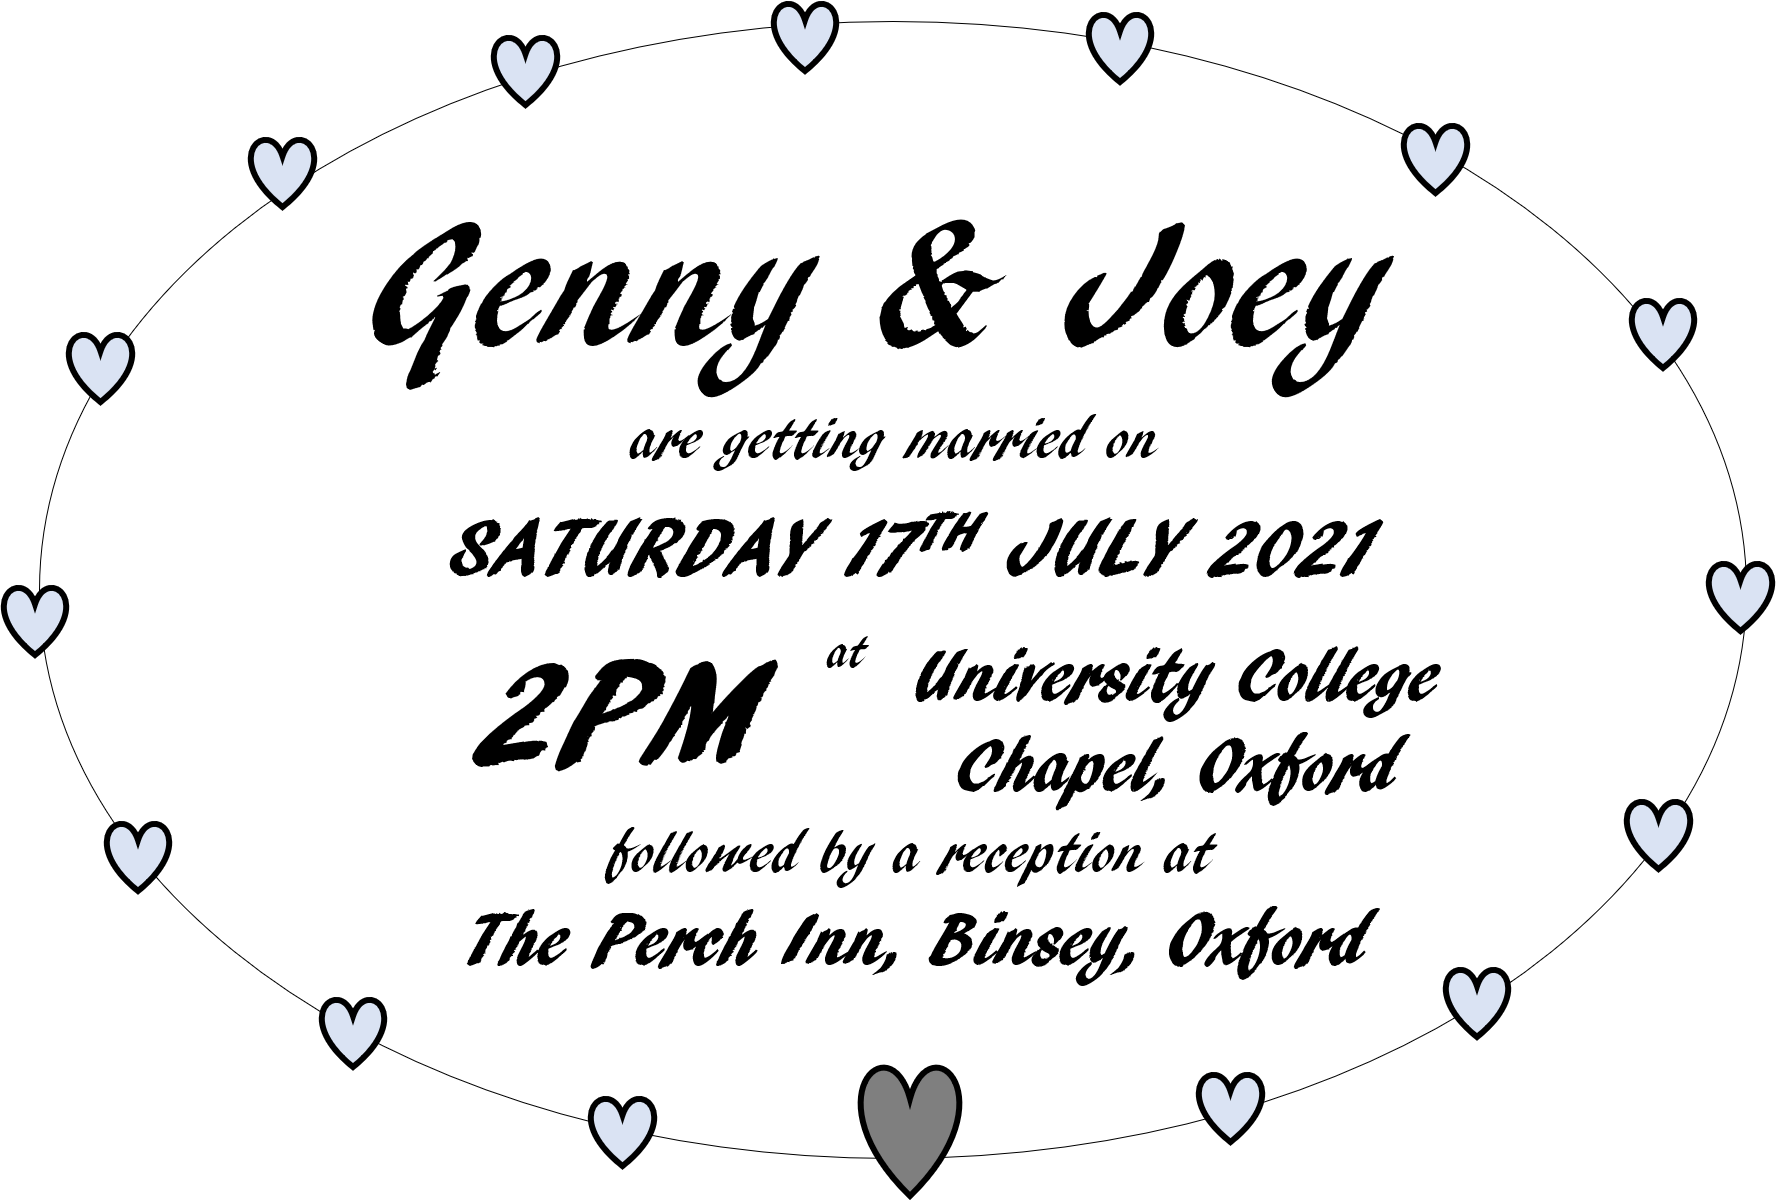 Genny & Joey
are getting married on
SATURDAY 17TH JULY 2021
2PM at University College
Chapel, Oxford
followed by a reception at
The Perch Inn, Binsey, Oxford